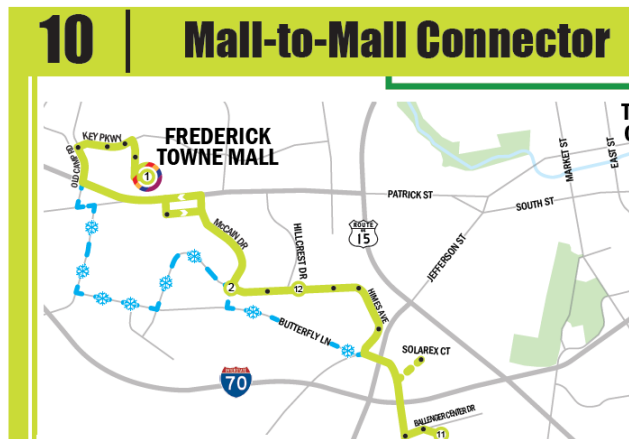 10 Mall-to-Mall Connector
KEY PKWY
FREDERICK
TOWNE MALL
1
OLD CAMP RD
PATRICK ST
MARKET ST
EAST ST
SOUTH ST
McCAIN DR
HILLCREST DR
ROUTE
15
JEFFERSON ST
2
12
HIMES AVE
BUTTERFLY LN
SOLAREX CT
70
BALLENGER CENTER DR
11